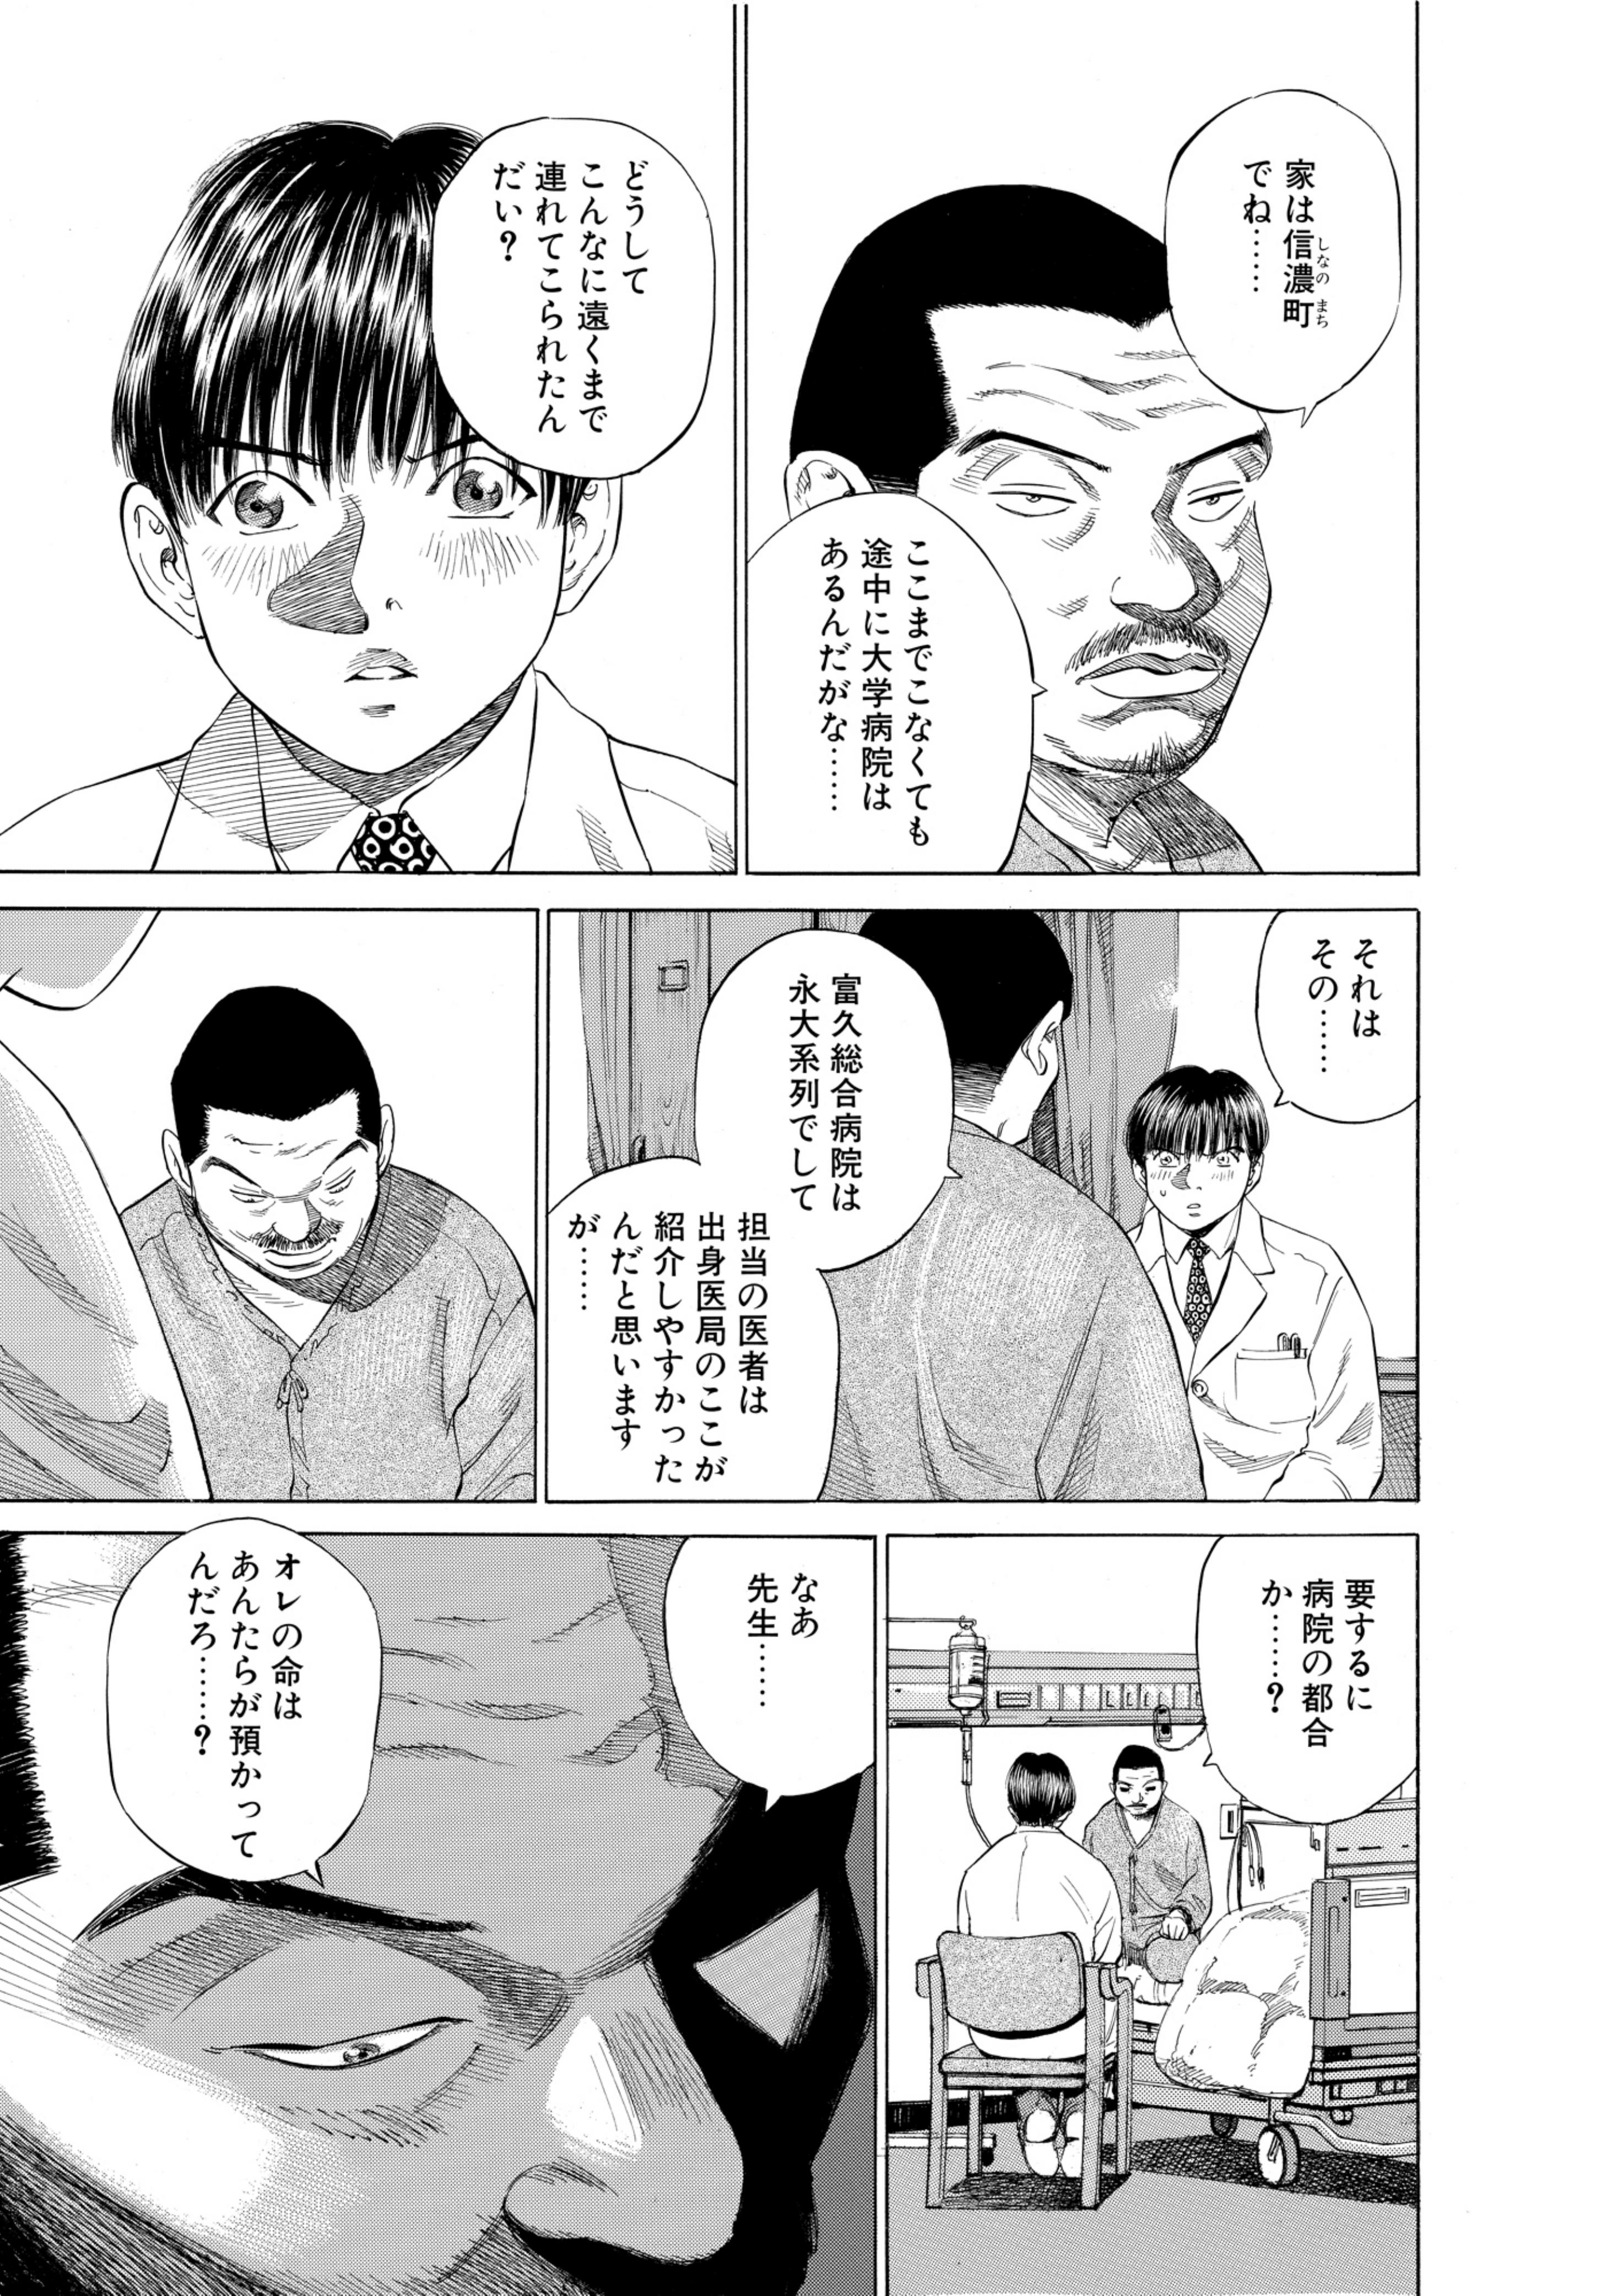 家は信濃町
しなの まち
でね……
ここまでこなくても
途中に大学病院は
あるんだがな……
どうして
こんなに遠くまで
連れてこられたん
だい?
それは
その……
富久総合病院は
永大系列でして
担当の医者は
出身医局のここが
紹介しやすかった
んだと思います
が……
要するに
病院の都合
か……?
なあ
先生……
オレの命は
あんたらが預かって
んだろ……?